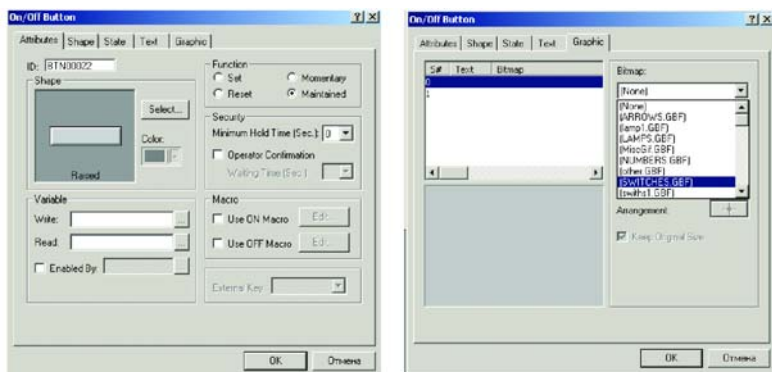 On/Off Button
Attributes Shape State Text Graphic
ID: BTN00022
Shape
Select...
Color:
Raised
Variable
Write:
Read:
Enabled By:
Function
Set Momentary
Reset Maintained
Security
Minimum Hold Time (Sec.): 0
Operator Confirmation
Waiting Time (Sec.)
Macro
Use ON Macro Edit...
Use OFF Macro Edit...
External Key:
OK Отмена
On/Off Button
Attributes Shape State Text Graphic
S# Text Bitmap
0
1
Bitmap:
(None)
(None)
(ARROWS.GBF)
(lamp1.GBF)
(LAMPS.GBF)
(MiscGif.GBF)
(NUMBERS.GBF)
(other.GBF)
(SWITCHES.GBF)
(swiths1.GBF)
Arrangement:
Keep Original Size
OK Отмена